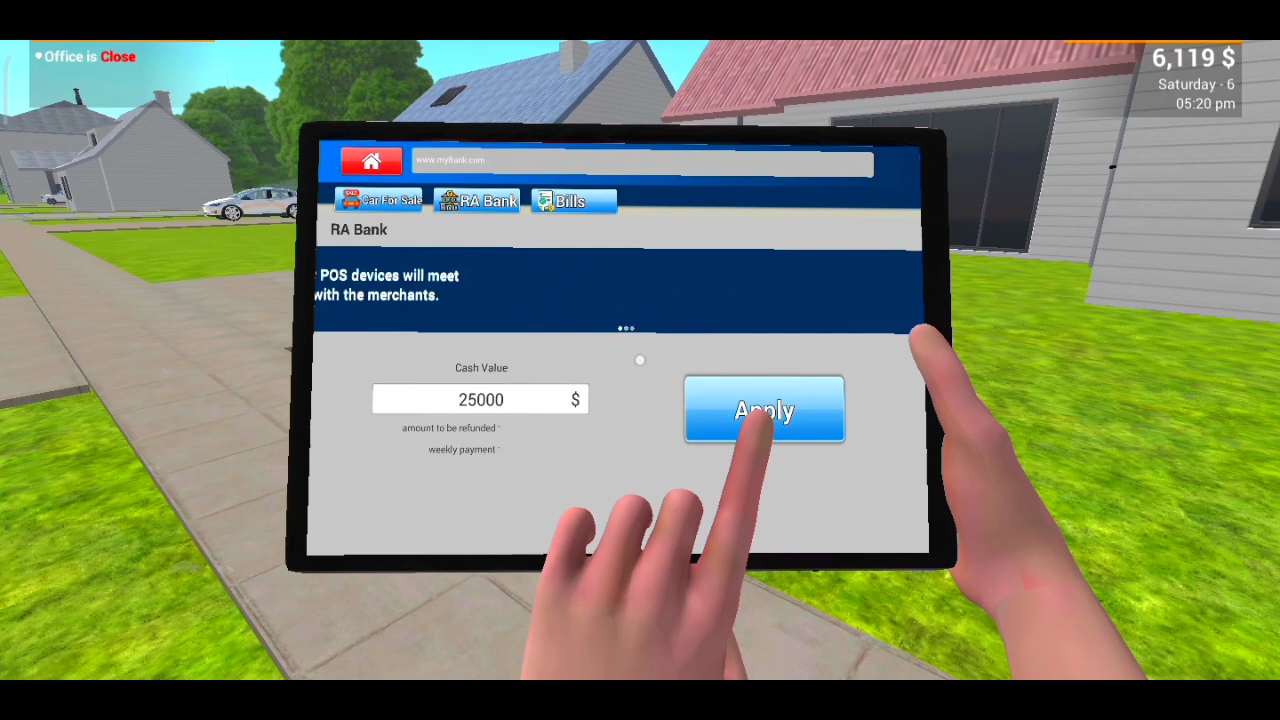 Office is Close
6,119 $
Saturday - 6
05:20 pm
www.myBank.com
Car For Sale
RA Bank
Bills
RA Bank
POS devices will meet
with the merchants.
Cash Value
25000 $
Apply
amount to be refunded -
weekly payment -